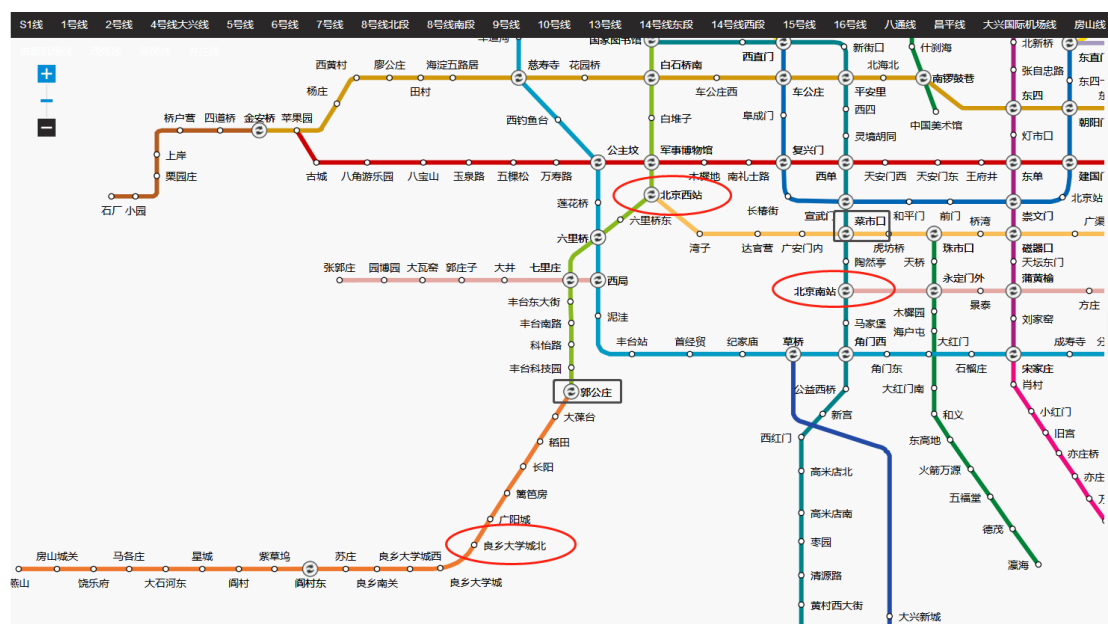 S1线 1号线 2号线 4号线大兴线 5号线 6号线 7号线 8号线北段 8号线南段 9号线 10号线 13号线 14号线东段 14号线西段 15号线 16号线 八通线 昌平线 大兴国际机场线 房山线
国家图书馆 西直门 新街口 什刹海 北新桥 东直门
西黄村 廖公庄 海淀五路居 慈寿寺 花园桥 白石桥南 车公庄 平安里 北海北 南锣鼓巷 张自忠路
杨庄 田村 车公庄西 东四
桥户营 四道桥 金安桥 苹果园 西钓鱼台 白堆子 阜成门 西四 中国美术馆 朝阳门
上岸 灵境胡同 灯市口
栗园庄 公主坟 军事博物馆 复兴门
古城 八角游乐园 八宝山 玉泉路 五棵松 万寿路 木樨地 南礼士路 西单 天安门西 天安门东 王府井 东单 建国门
石厂 小园 莲花桥 北京西站 长椿街 宣武门 和平门 前门 崇文门 北京站
六里桥东 菜市口 桥湾
六里桥 湾子 达官营 广安门内 虎坊桥 珠市口 磁器口
张郭庄 园博园 大瓦窑 郭庄子 大井 七里庄 西局 陶然亭 天桥 天坛东门
北京南站 永定门外 蒲黄榆
丰台东大街 景泰 方庄
丰台南路 泥洼 马家堡 木樨园 刘家窑
科怡路 丰台站 首经贸 纪家庙 草桥 角门西 海户屯 大红门 成寿寺
丰台科技园 角门东 石榴庄 宋家庄
郭公庄 公益西桥 大红门南 肖村
大葆台 新宫 和义 小红门
稻田 西红门 东高地 旧宫
长阳 高米店北 火箭万源 亦庄桥
篱笆房 五福堂
广阳城 高米店南 德茂
良乡大学城北 枣园
房山城关 马各庄 星城 紫草坞 苏庄 良乡大学城西 瀛海
燕山 饶乐府 大石河东 阎村 阎村东 良乡南关 良乡大学城 清源路
黄村西大街
大兴新城